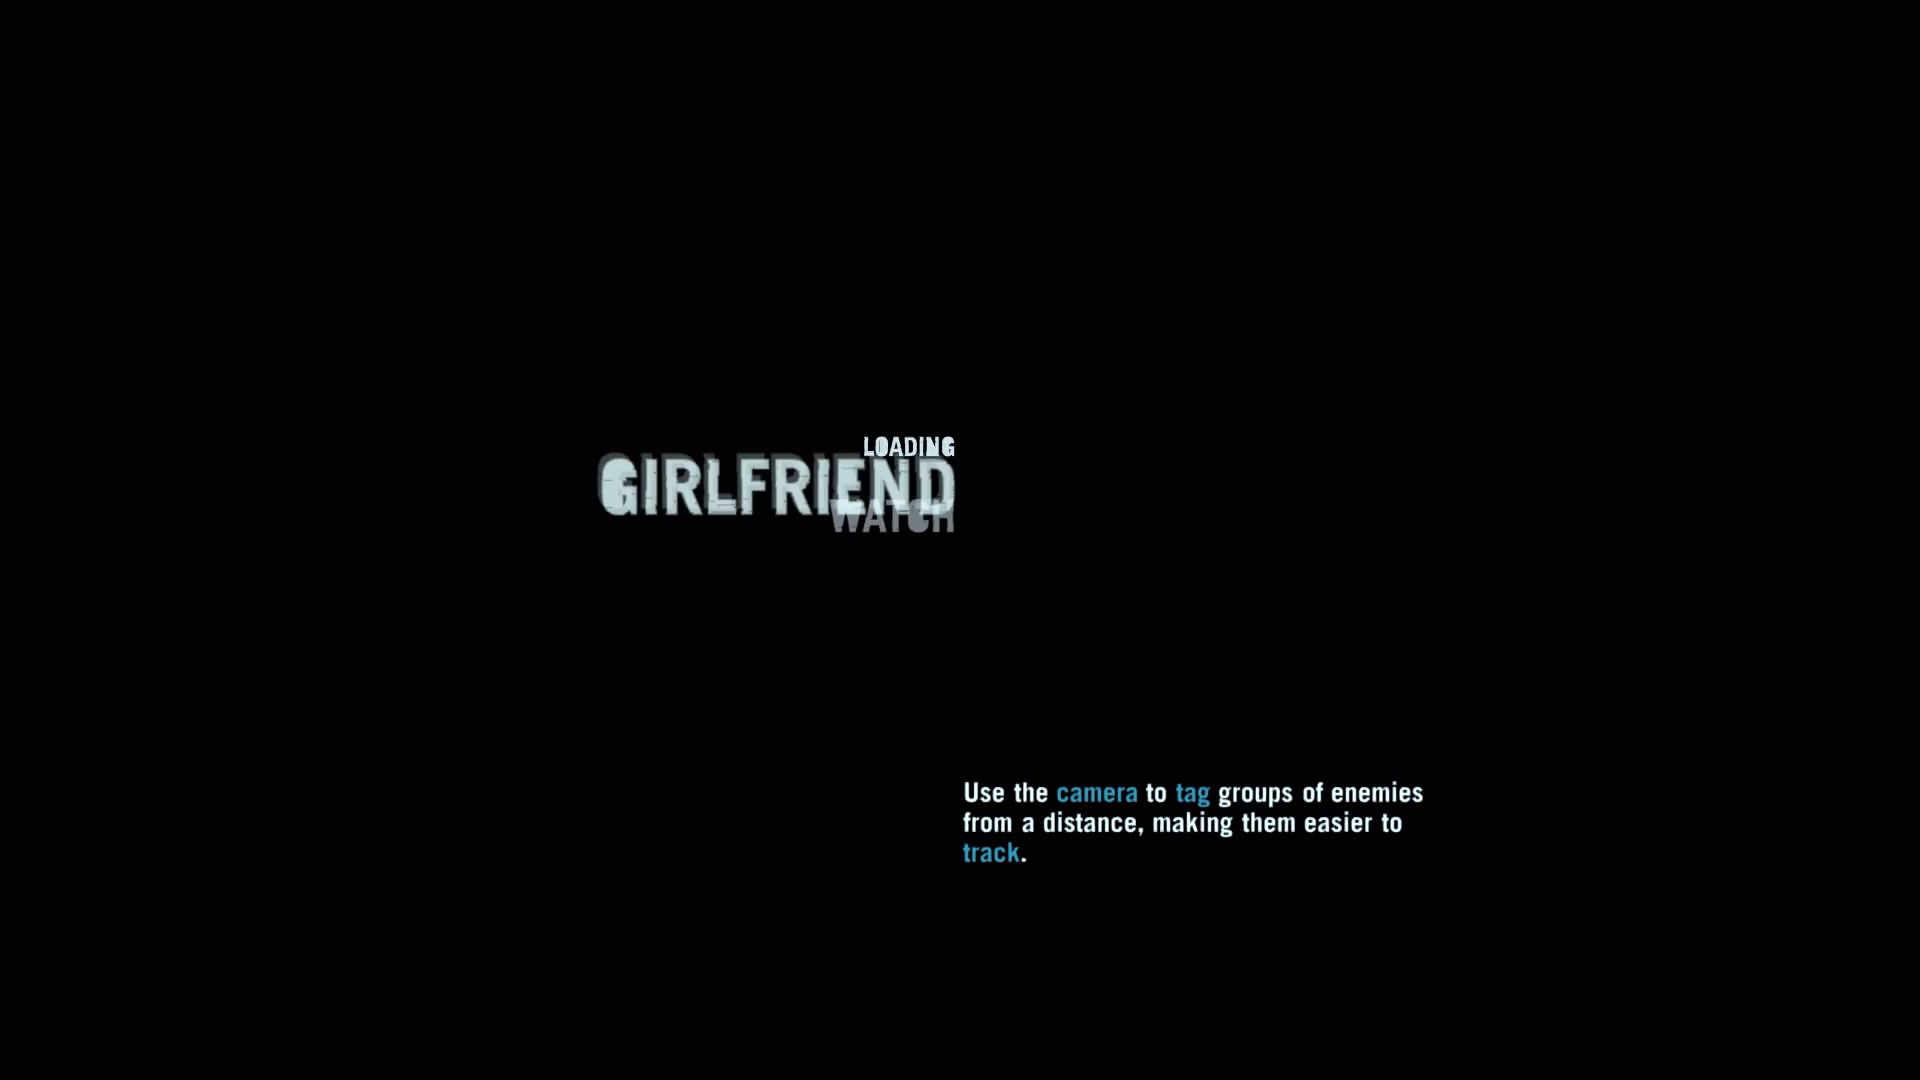 LOADING
GIRLFRIEND
WATCH
Use the camera to tag groups of enemies
from a distance, making them easier to
track.